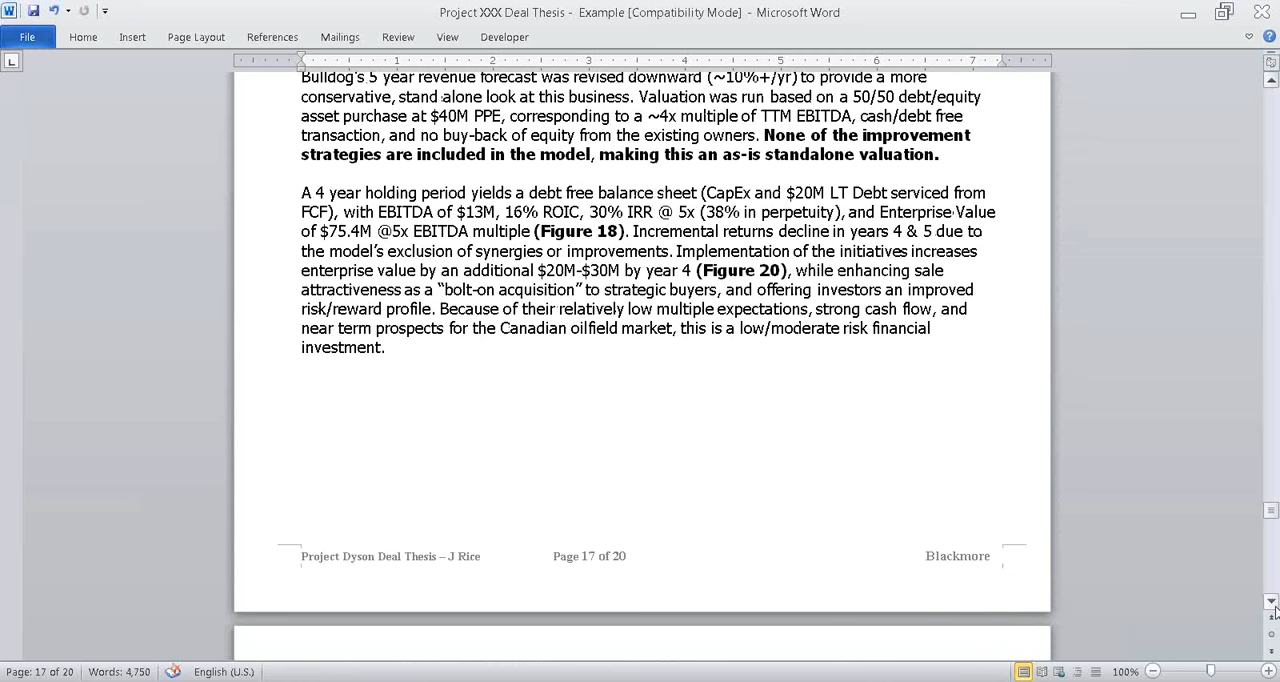 Project XXX Deal Thesis - Example [Compatibility Mode] - Microsoft Word
File Home Insert Page Layout References Mailings Review View Developer
1 2 3 4 5 6 7
Bulldog's 5 year revenue forecast was revised downward (~10%+/yr) to provide a more
conservative, stand alone look at this business. Valuation was run based on a 50/50 debt/equity
asset purchase at $40M PPE, corresponding to a ~4x multiple of TTM EBITDA, cash/debt free
transaction, and no buy-back of equity from the existing owners. None of the improvement
strategies are included in the model, making this an as-is standalone valuation.
A 4 year holding period yields a debt free balance sheet (CapEx and $20M LT Debt serviced from
FCF), with EBITDA of $13M, 16% ROIC, 30% IRR @ 5x (38% in perpetuity), and Enterprise Value
of $75.4M @5x EBITDA multiple (Figure 18). Incremental returns decline in years 4 & 5 due to
the model's exclusion of synergies or improvements. Implementation of the initiatives increases
enterprise value by an additional $20M-$30M by year 4 (Figure 20), while enhancing sale
attractiveness as a "bolt-on acquisition" to strategic buyers, and offering investors an improved
risk/reward profile. Because of their relatively low multiple expectations, strong cash flow, and
near term prospects for the Canadian oilfield market, this is a low/moderate risk financial
investment.
Project Dyson Deal Thesis – J Rice Page 17 of 20 Blackmore
Page: 17 of 20 Words: 4,750 English (U.S.) 100%